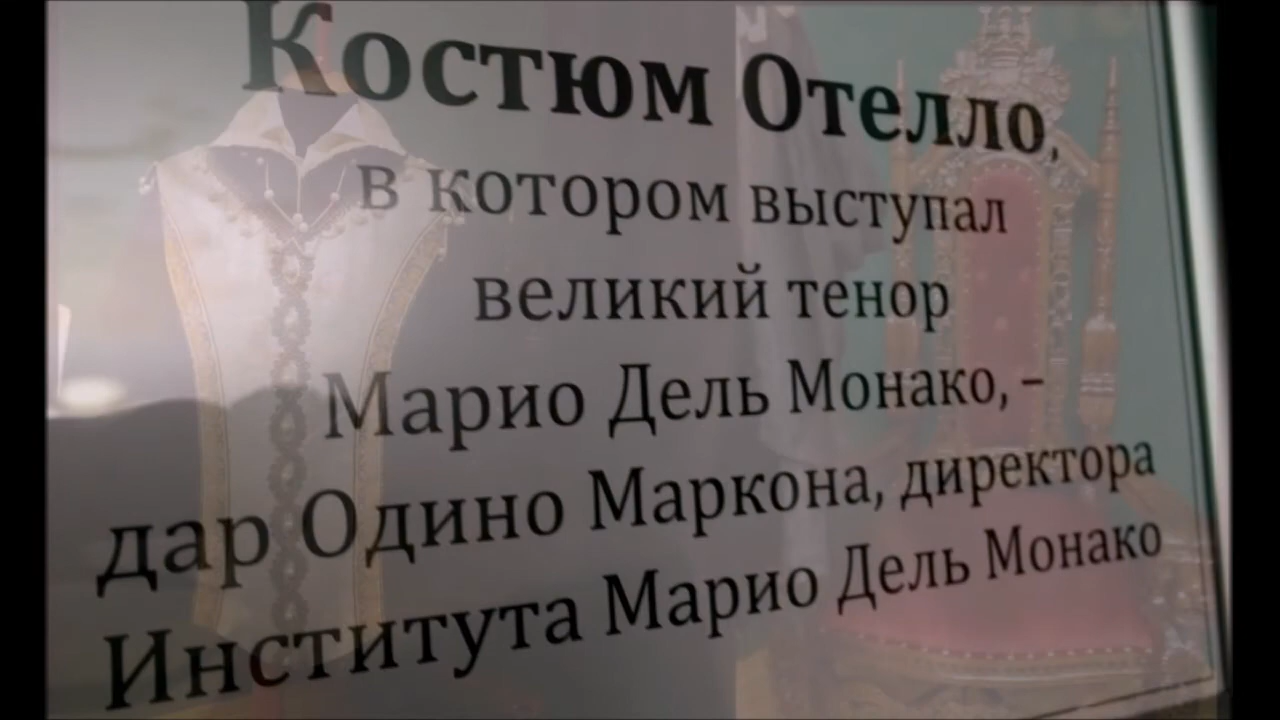 Костюм Отелло,
в котором выступал
великий тенор
Марио Дель Монако, –
дар Одино Маркона, директора
Института Марио Дель Монако